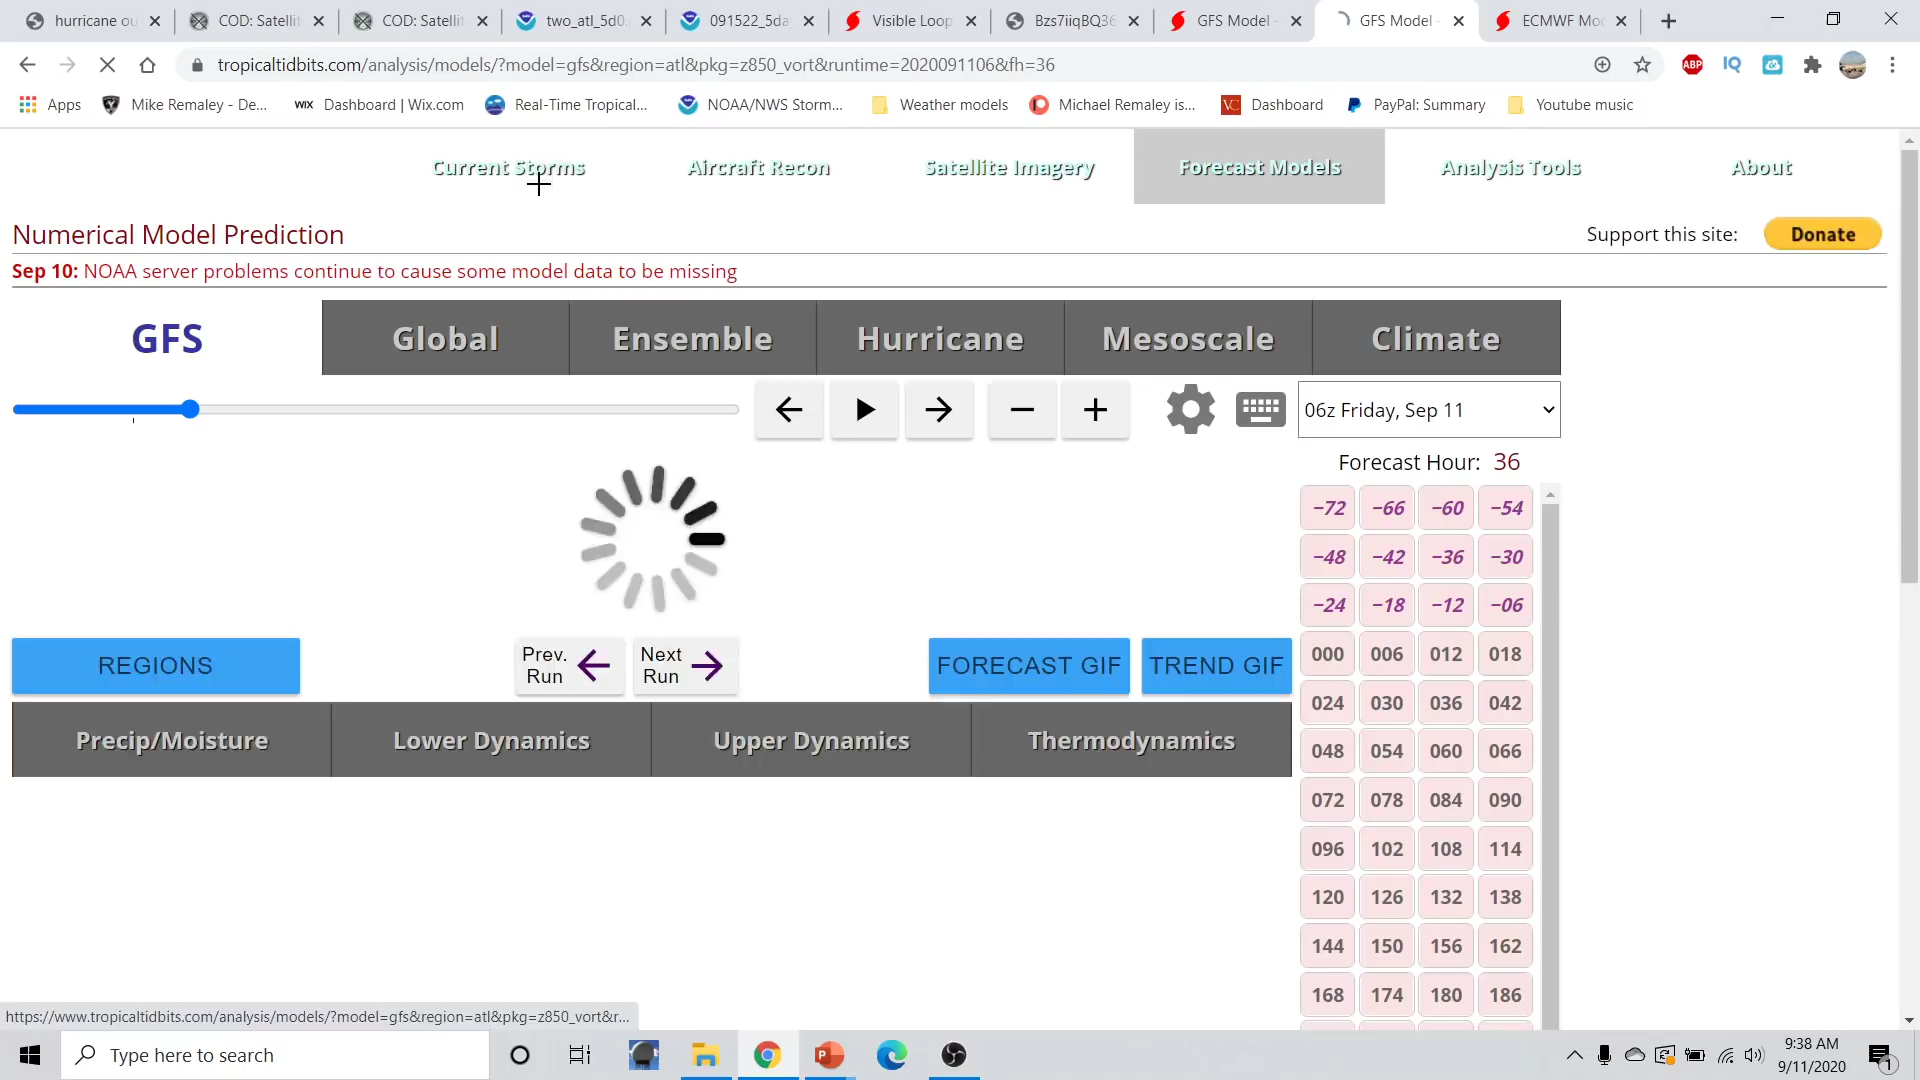 hurricane ou
COD: Satellit
COD: Satellit
two_atl_5d0.
091522_5da
Visible Loop
Bzs7iiqBQ36
GFS Model -
GFS Model -
ECMWF Mod
tropicaltidbits.com/analysis/models/?model=gfs&region=atl&pkg=z850_vort&runtime=2020091106&fh=36
ABP
IQ
Apps
Mike Remaley - De...
WIX
Dashboard | Wix.com
Real-Time Tropical...
NOAA/NWS Storm...
Weather models
Michael Remaley is...
VC
Dashboard
PayPal: Summary
Youtube music
Current Storms
Aircraft Recon
Satellite Imagery
Forecast Models
Analysis Tools
About
Numerical Model Prediction
Support this site:
Donate
Sep 10: NOAA server problems continue to cause some model data to be missing
GFS
Global
Ensemble
Hurricane
Mesoscale
Climate
06z Friday, Sep 11
Forecast Hour: 36
−72 −66 −60 −54
−48 −42 −36 −30
−24 −18 −12 −06
000 006 012 018
024 030 036 042
048 054 060 066
072 078 084 090
096 102 108 114
120 126 132 138
144 150 156 162
168 174 180 186
REGIONS
Prev.
Run
Next
Run
FORECAST GIF
TREND GIF
Precip/Moisture
Lower Dynamics
Upper Dynamics
Thermodynamics
https://www.tropicaltidbits.com/analysis/models/?model=gfs&region=atl&pkg=z850_vort&r...
Type here to search
9:38 AM
9/11/2020
1